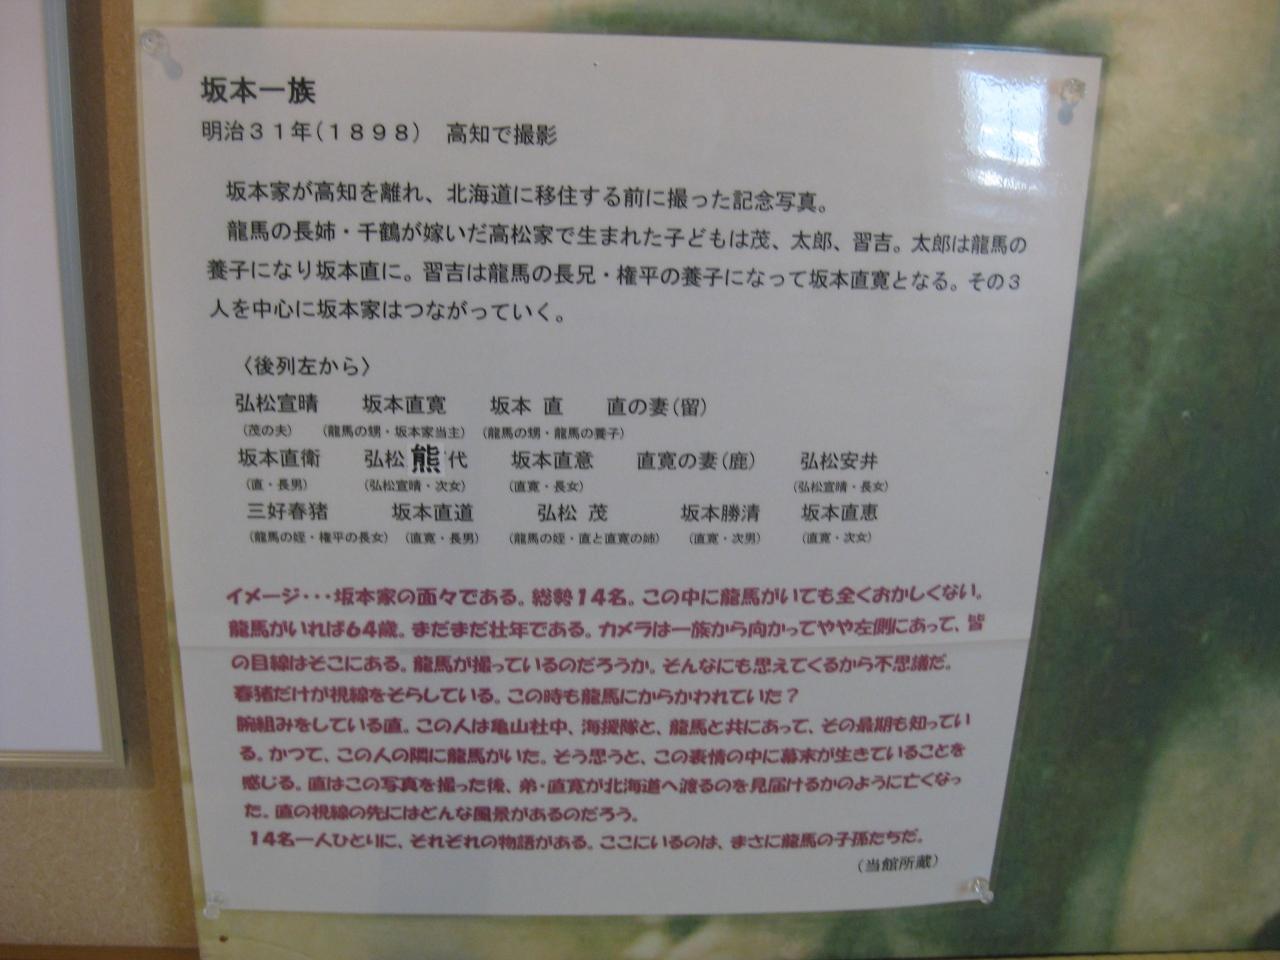 坂本一族
明治３１年(１８９８)　高知で撮影
坂本家が高知を離れ、北海道に移住する前に撮った記念写真。
龍馬の長姉・千鶴が嫁いだ高松家で生まれた子どもは茂、太郎、習吉。太郎は龍馬の
養子になり坂本直に。習吉は龍馬の長兄・権平の養子になって坂本直寛となる。その３
人を中心に坂本家はつながっていく。
〈後列左から〉
弘松宣晴　坂本直寛　坂本 直　直の妻(留)
(茂の夫)　(龍馬の甥・坂本家当主)　(龍馬の甥・龍馬の養子)
坂本直衛　弘松熊代　坂本直意　直寛の妻(鹿)　弘松安井
(直・長男)　(弘松宣晴・次女)　(直寛・長女)　(弘松宣晴・長女)
三好春猪　坂本直道　弘松 茂　坂本勝清　坂本直恵
(龍馬の姪・権平の長女)　(直寛・長男)　(龍馬の姪・直と直寛の姉)　(直寛・次男)　(直寛・次女)
イメージ・・・坂本家の面々である。総勢１４名。この中に龍馬がいても全くおかしくない。
龍馬がいれば６４歳。まだまだ壮年である。カメラは一族から向かってやや左側にあって、皆
の目線はそこにある。龍馬が撮っているのだろうか。そんなにも思えてくるから不思議だ。
春猪だけが視線をそらしている。この時も龍馬にからかわれていた？
腕組みをしている直。この人は亀山社中、海援隊と、龍馬と共にあって、その最期も知ってい
る。かつて、この人の隣に龍馬がいた。そう思うと、この表情の中に幕末が生きていることを
感じる。直はこの写真を撮った後、弟・直寛が北海道へ渡るのを見届けるかのように亡くなっ
た。直の視線の先にはどんな風景があるのだろう。
１４名一人ひとりに、それぞれの物語がある。ここにいるのは、まさに龍馬の子孫たちだ。
(当館所蔵)